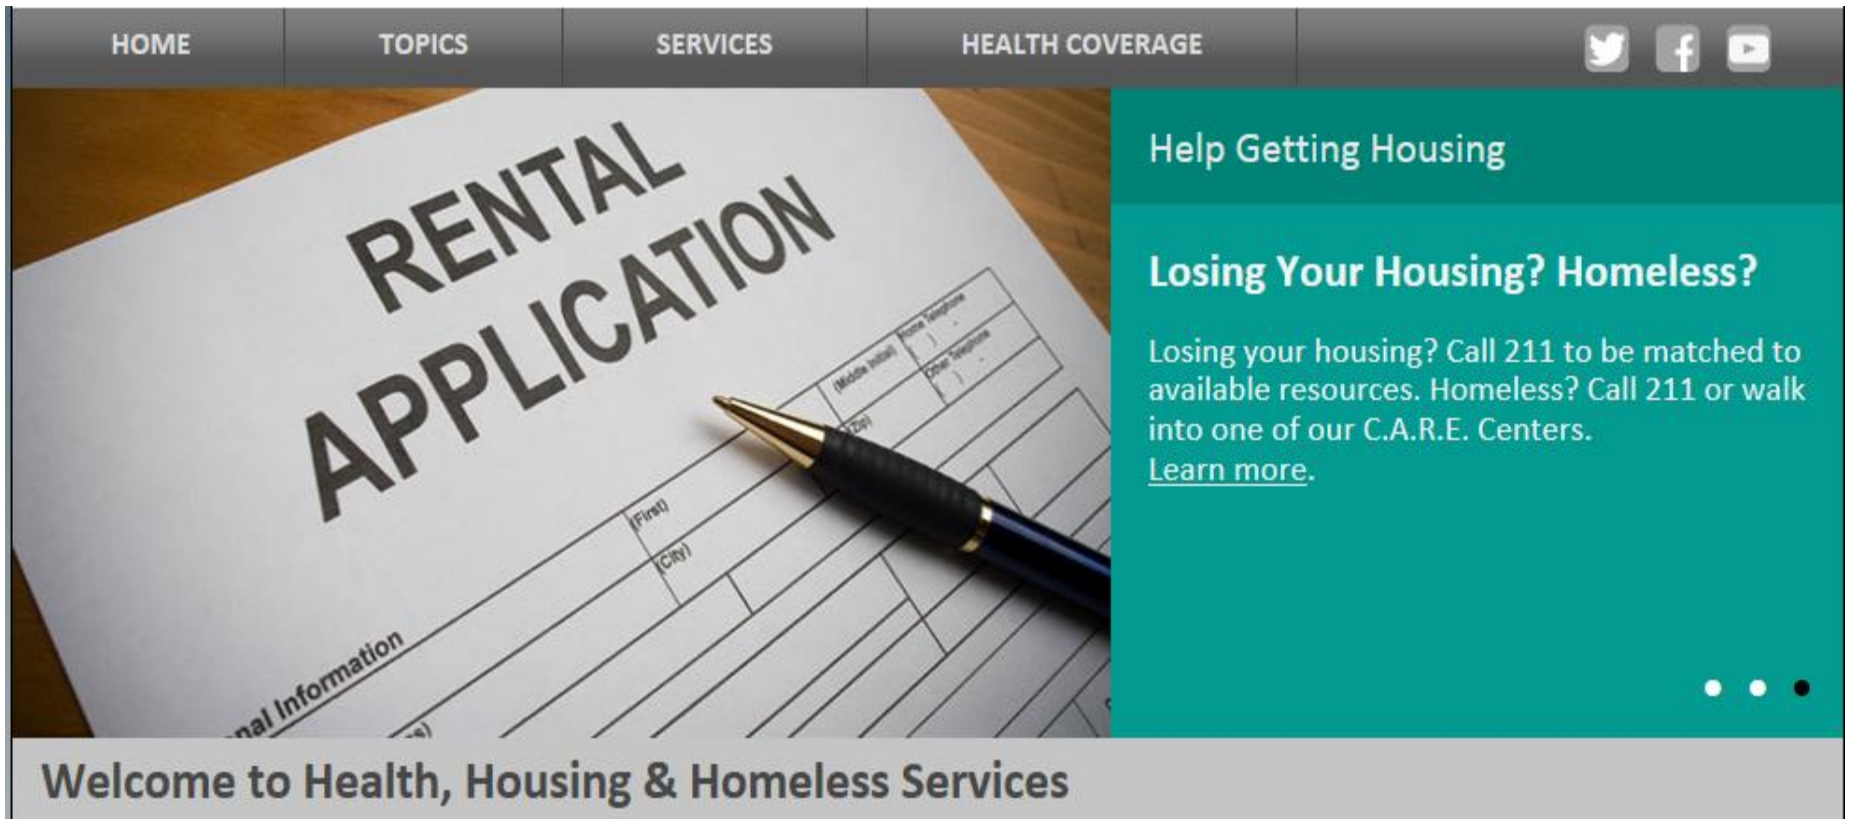 HOME
TOPICS
SERVICES
HEALTH COVERAGE
RENTAL
APPLICATION
(Middle Initial)
Home Telephone
( ) -
Other Telephone
( ) -
(Zip)
(First)
(City)
nal Information
Help Getting Housing
Losing Your Housing? Homeless?
Losing your housing? Call 211 to be matched to
available resources. Homeless? Call 211 or walk
into one of our C.A.R.E. Centers.
Learn more.
Welcome to Health, Housing & Homeless Services